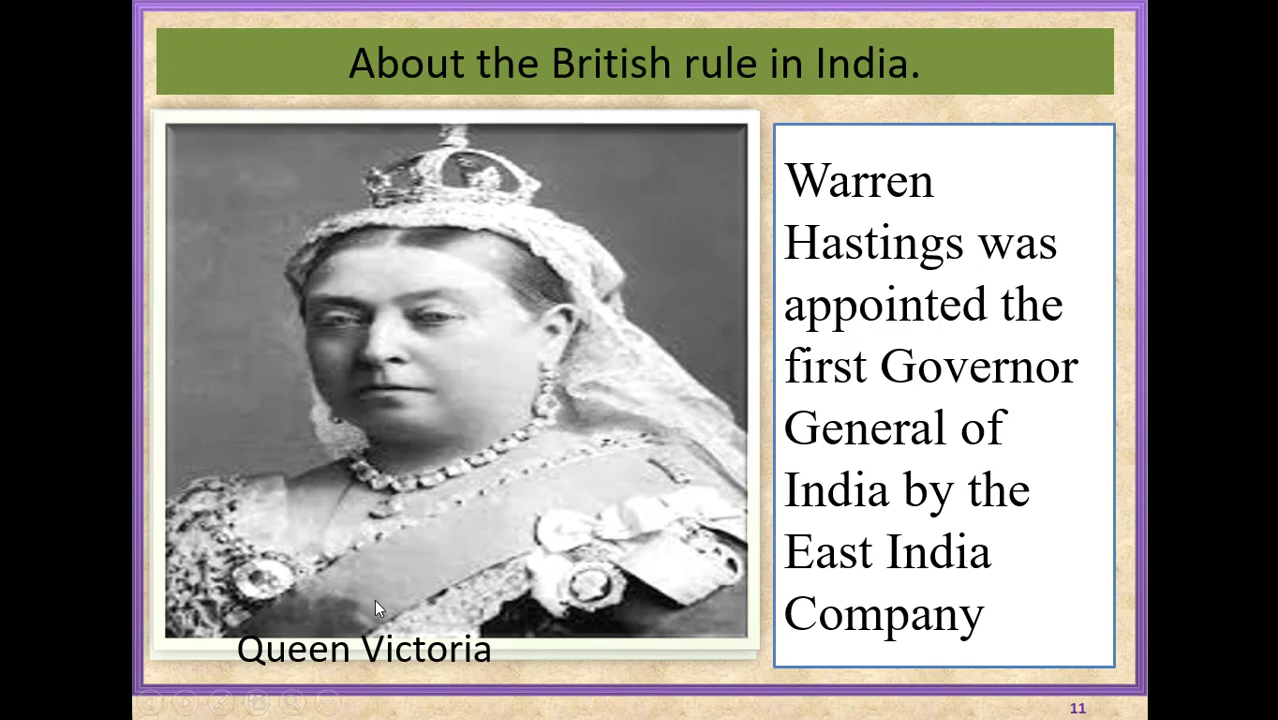 About the British rule in India.
Warren
Hastings was
appointed the
first Governor
General of
India by the
East India
Company
Queen Victoria
11